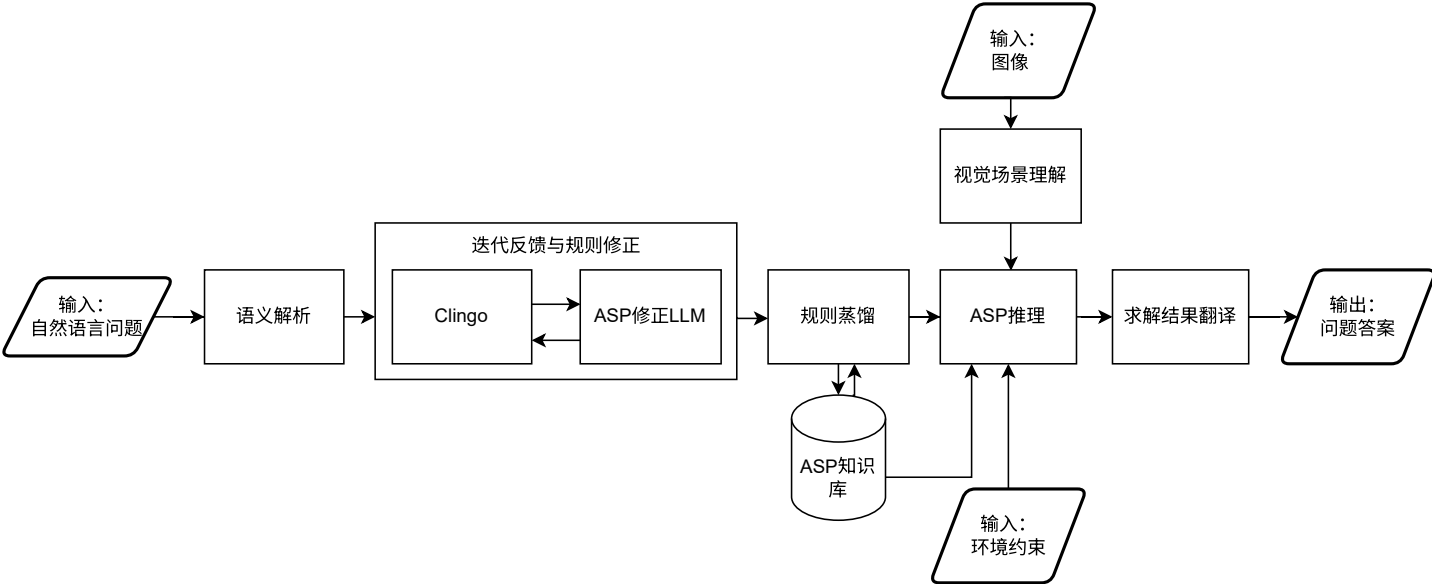 输入：
图像
视觉场景理解
迭代反馈与规则修正
输入：
自然语言问题
语义解析
Clingo
ASP修正LLM
规则蒸馏
ASP推理
求解结果翻译
输出：
问题答案
ASP知识
库
输入：
环境约束